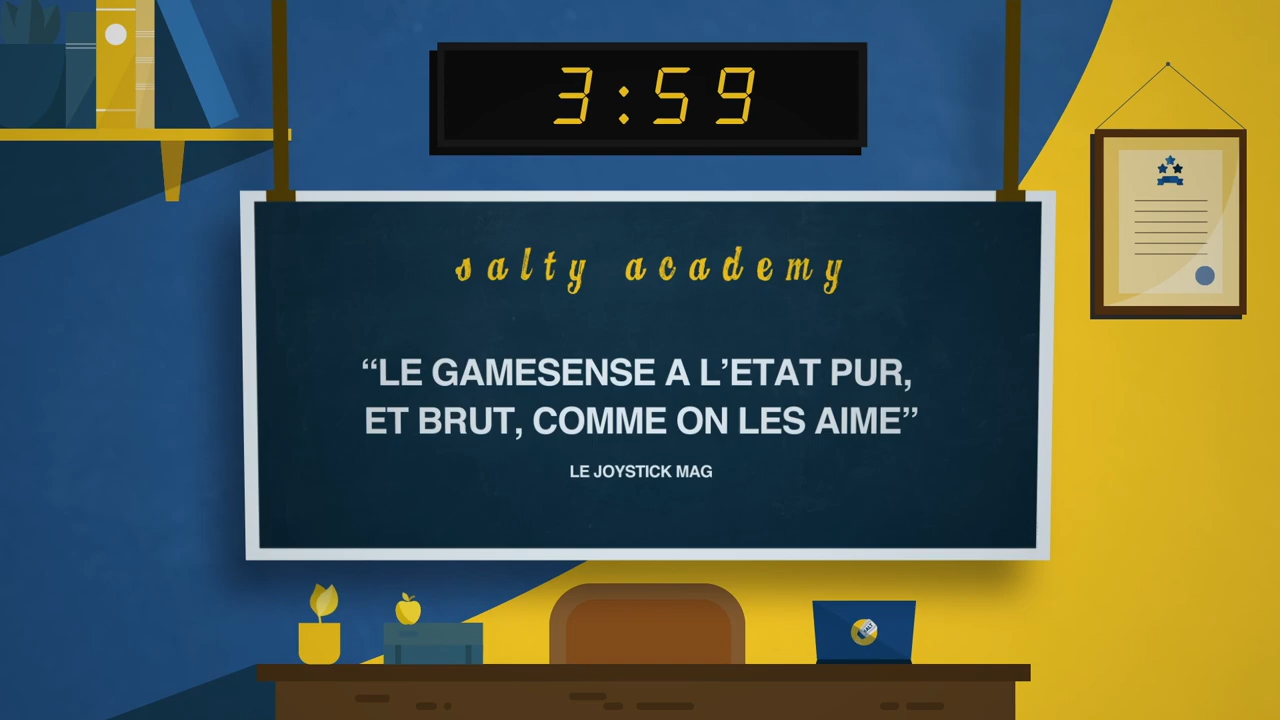 3:59
salty academy
“LE GAMESENSE A L’ETAT PUR,
ET BRUT, COMME ON LES AIME”
LE JOYSTICK MAG